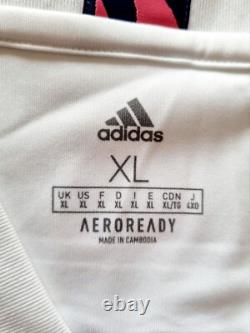 adidas
XL
UK US F D I E CDN J
XL XL XL XL XL XL XL/TG 4XO
AEROREADY
MADE IN CAMBODIA